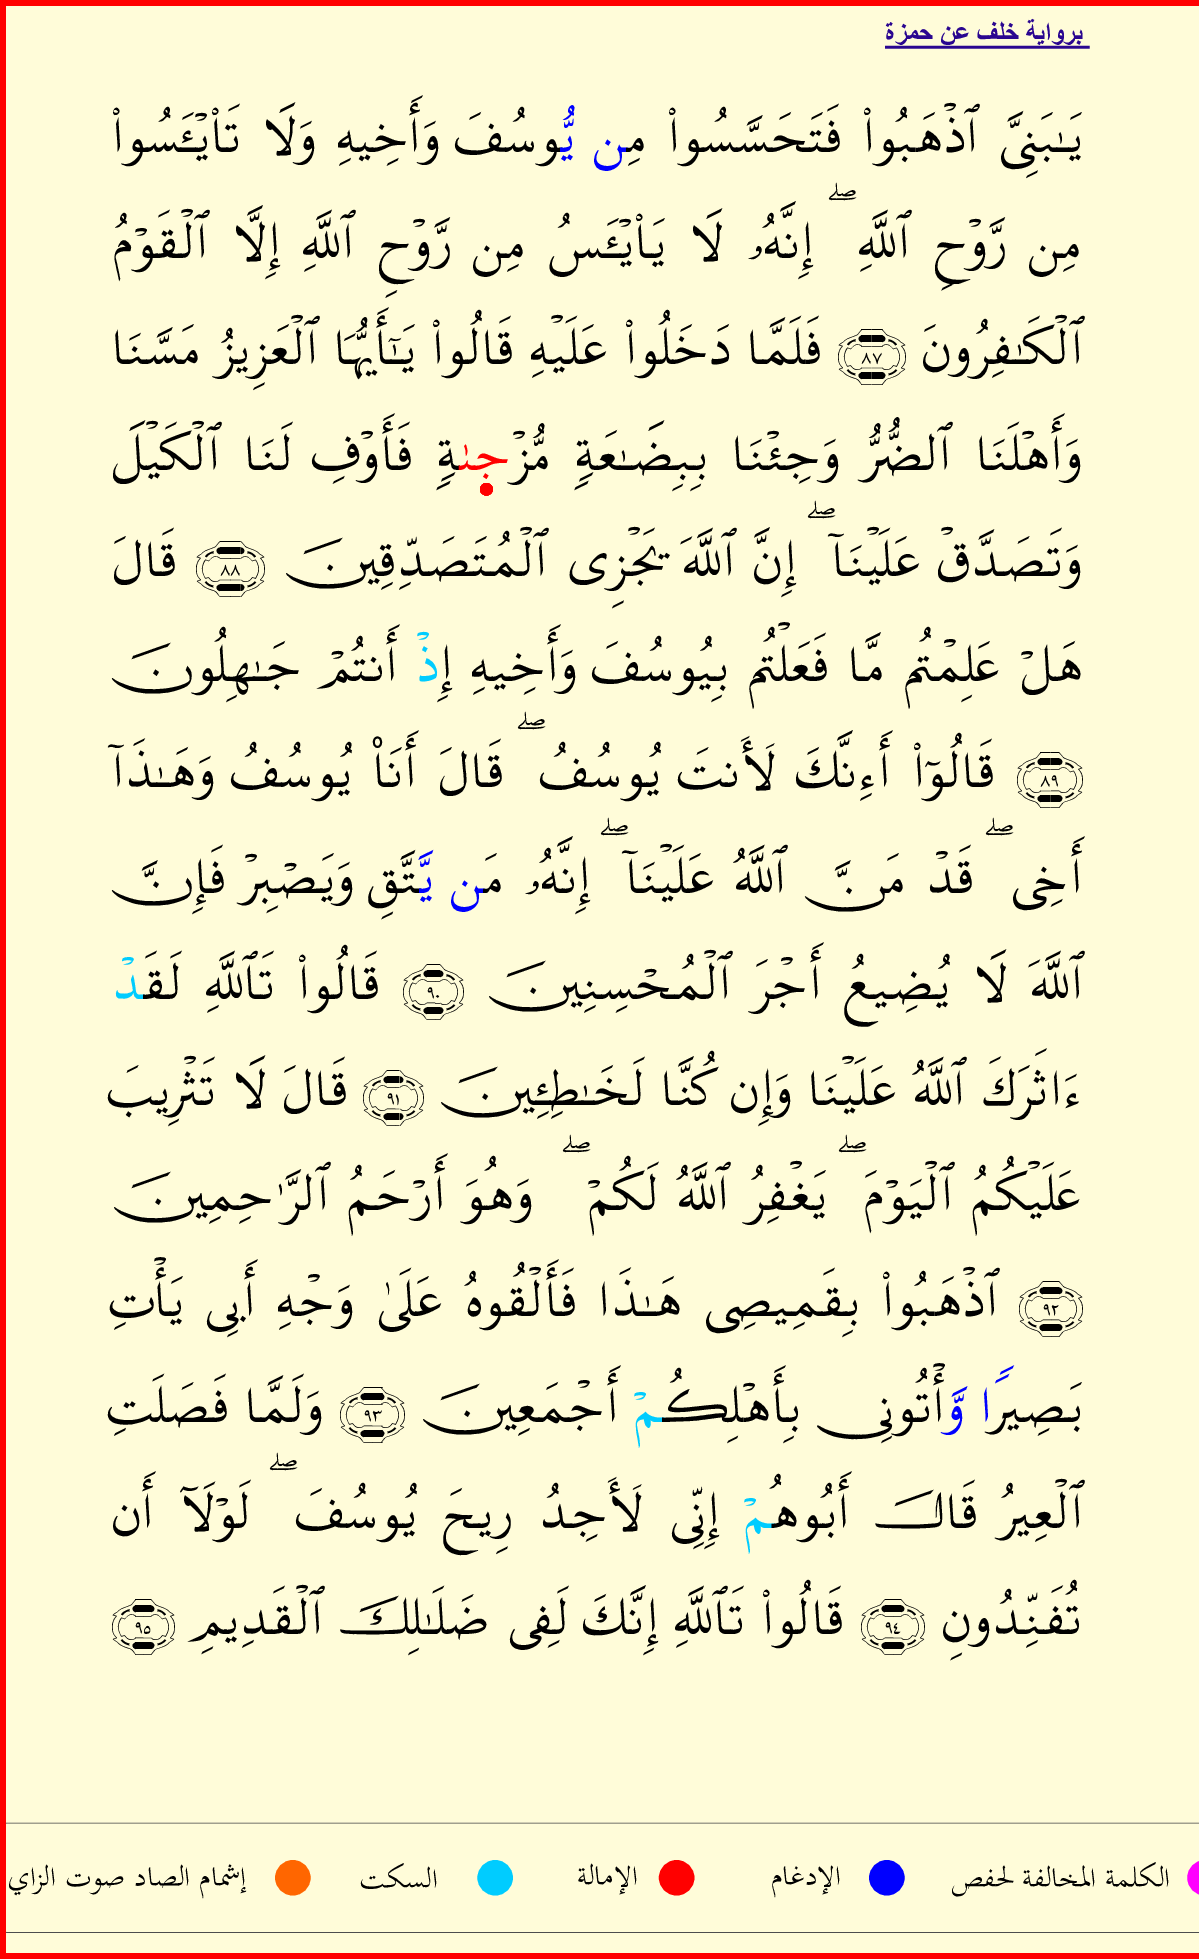 برواية خلف عن حمزة
يَـٰبَنِىَّ ٱذْهَبُوا۟ فَتَحَسَّسُوا۟ مِن يُّوسُفَ وَأَخِيهِ وَلَا تَا۟يْـَٔسُوا۟
مِن رَّوْحِ ٱللَّهِ ۖ إِنَّهُۥ لَا يَا۟يْـَٔسُ مِن رَّوْحِ ٱللَّهِ إِلَّا ٱلْقَوْمُ
ٱلْكَـٰفِرُونَ ٨٧ فَلَمَّا دَخَلُوا۟ عَلَيْهِ قَالُوا۟ يَـٰٓأَيُّهَا ٱلْعَزِيزُ مَسَّنَا
وَأَهْلَنَا ٱلضُّرُّ وَجِئْنَا بِبِضَـٰعَةٍ مُّزْجىٰةٍ فَأَوْفِ لَنَا ٱلْكَيْلَ
وَتَصَدَّقْ عَلَيْنَآ ۖ إِنَّ ٱللَّهَ يَجْزِى ٱلْمُتَصَدِّقِينَ ٨٨ قَالَ
هَلْ عَلِمْتُم مَّا فَعَلْتُم بِيُوسُفَ وَأَخِيهِ إِذْ أَنتُمْ جَـٰهِلُونَ
٨٩ قَالُوٓا۟ أَءِنَّكَ لَأَنتَ يُوسُفُ ۖ قَالَ أَنَا۠ يُوسُفُ وَهَـٰذَآ
أَخِى ۖ قَدْ مَنَّ ٱللَّهُ عَلَيْنَآ ۖ إِنَّهُۥ مَن يَّتَّقِ وَيَصْبِرْ فَإِنَّ
ٱللَّهَ لَا يُضِيعُ أَجْرَ ٱلْمُحْسِنِينَ ٩٠ قَالُوا۟ تَٱللَّهِ لَقَدْ
ءَاثَرَكَ ٱللَّهُ عَلَيْنَا وَإِن كُنَّا لَخَـٰطِـِٔينَ ٩١ قَالَ لَا تَثْرِيبَ
عَلَيْكُمُ ٱلْيَوْمَ ۖ يَغْفِرُ ٱللَّهُ لَكُمْ ۖ وَهُوَ أَرْحَمُ ٱلرَّٰحِمِينَ
٩٢ ٱذْهَبُوا۟ بِقَمِيصِى هَـٰذَا فَأَلْقُوهُ عَلَىٰ وَجْهِ أَبِى يَأْتِ
بَصِيرًا وَّأْتُونِى بِأَهْلِكُمْ أَجْمَعِينَ ٩٣ وَلَمَّا فَصَلَتِ
ٱلْعِيرُ قَالَ أَبُوهُمْ إِنِّى لَأَجِدُ رِيحَ يُوسُفَ ۖ لَوْلَآ أَن
تُفَنِّدُونِ ٩٤ قَالُوا۟ تَٱللَّهِ إِنَّكَ لَفِى ضَلَـٰلِكَ ٱلْقَدِيمِ ٩٥
الكلمة المخالفة لحفص الإدغام الإمالة السكت إشمام الصاد صوت الزاي